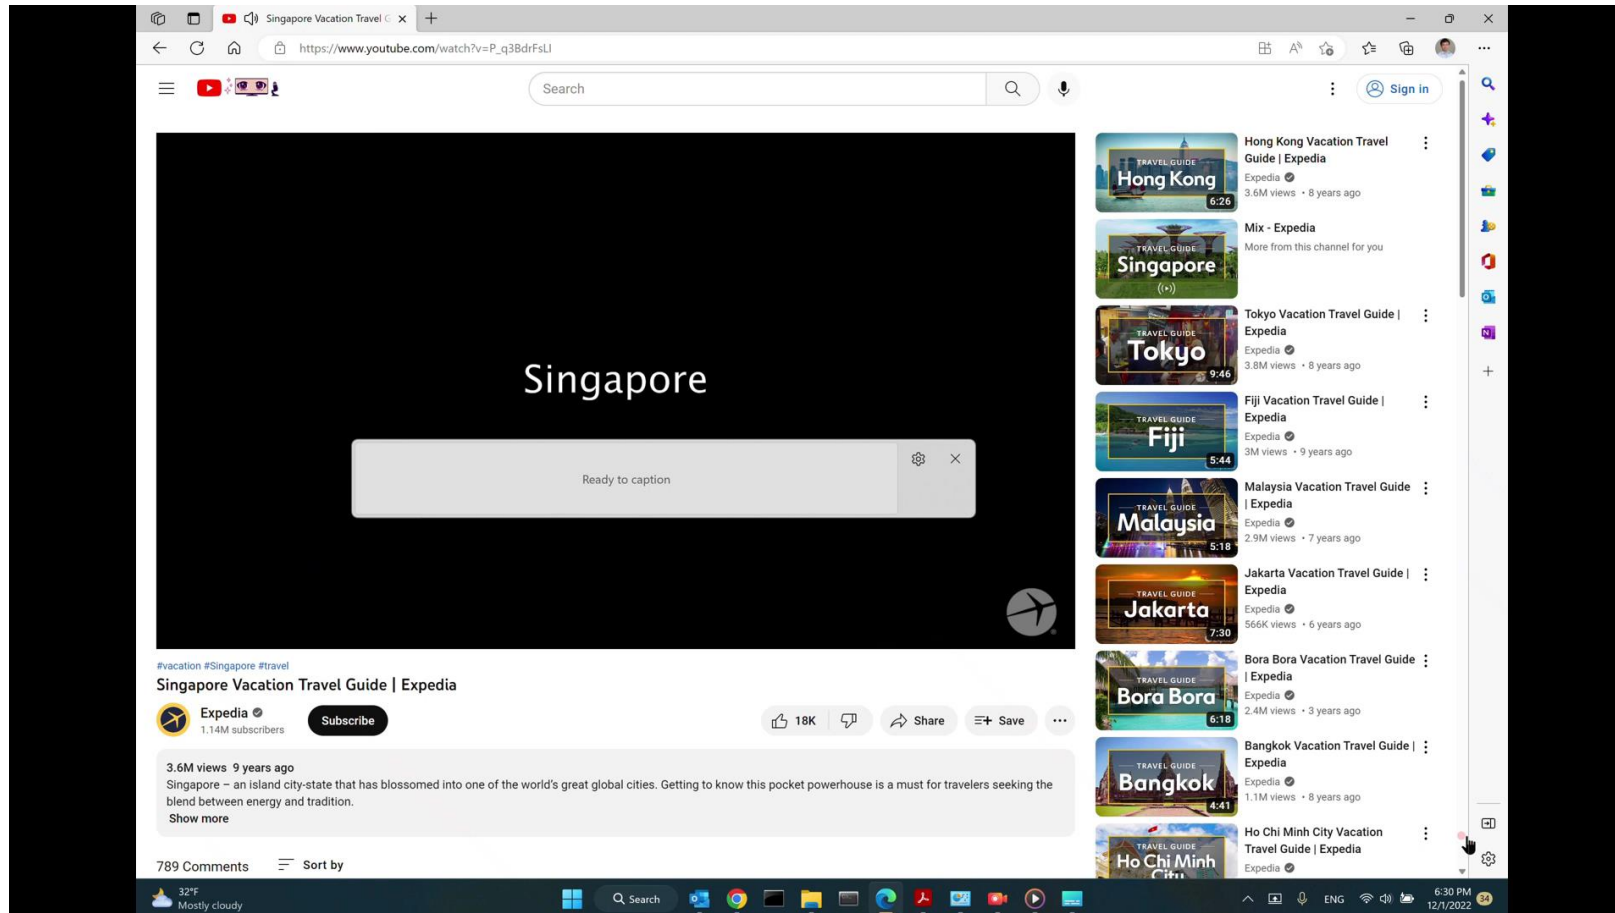 Singapore Vacation Travel G
https://www.youtube.com/watch?v=P_q3BdrFsLI
Search
Sign in
Singapore
Ready to caption
#vacation #Singapore #travel
Singapore Vacation Travel Guide | Expedia
Expedia
1.14M subscribers
Subscribe
18K
Share
Save
3.6M views 9 years ago
Singapore – an island city-state that has blossomed into one of the world's great global cities. Getting to know this pocket powerhouse is a must for travelers seeking the
blend between energy and tradition.
Show more
789 Comments
Sort by
TRAVEL GUIDE
Hong Kong
6:26
Hong Kong Vacation Travel
Guide | Expedia
Expedia
3.6M views • 8 years ago
TRAVEL GUIDE
Singapore
Mix - Expedia
More from this channel for you
TRAVEL GUIDE
Tokyo
9:46
Tokyo Vacation Travel Guide |
Expedia
Expedia
3.8M views • 8 years ago
TRAVEL GUIDE
Fiji
5:44
Fiji Vacation Travel Guide |
Expedia
Expedia
3M views • 9 years ago
TRAVEL GUIDE
Malaysia
5:18
Malaysia Vacation Travel Guide
| Expedia
Expedia
2.9M views • 7 years ago
TRAVEL GUIDE
Jakarta
7:30
Jakarta Vacation Travel Guide |
Expedia
Expedia
566K views • 6 years ago
TRAVEL GUIDE
Bora Bora
6:18
Bora Bora Vacation Travel Guide
| Expedia
Expedia
2.4M views • 3 years ago
TRAVEL GUIDE
Bangkok
4:41
Bangkok Vacation Travel Guide |
Expedia
Expedia
1.1M views • 8 years ago
TRAVEL GUIDE
Ho Chi Minh
City
Ho Chi Minh City Vacation
Travel Guide | Expedia
Expedia
32°F
Mostly cloudy
Search
ENG
6:30 PM
12/1/2022
34